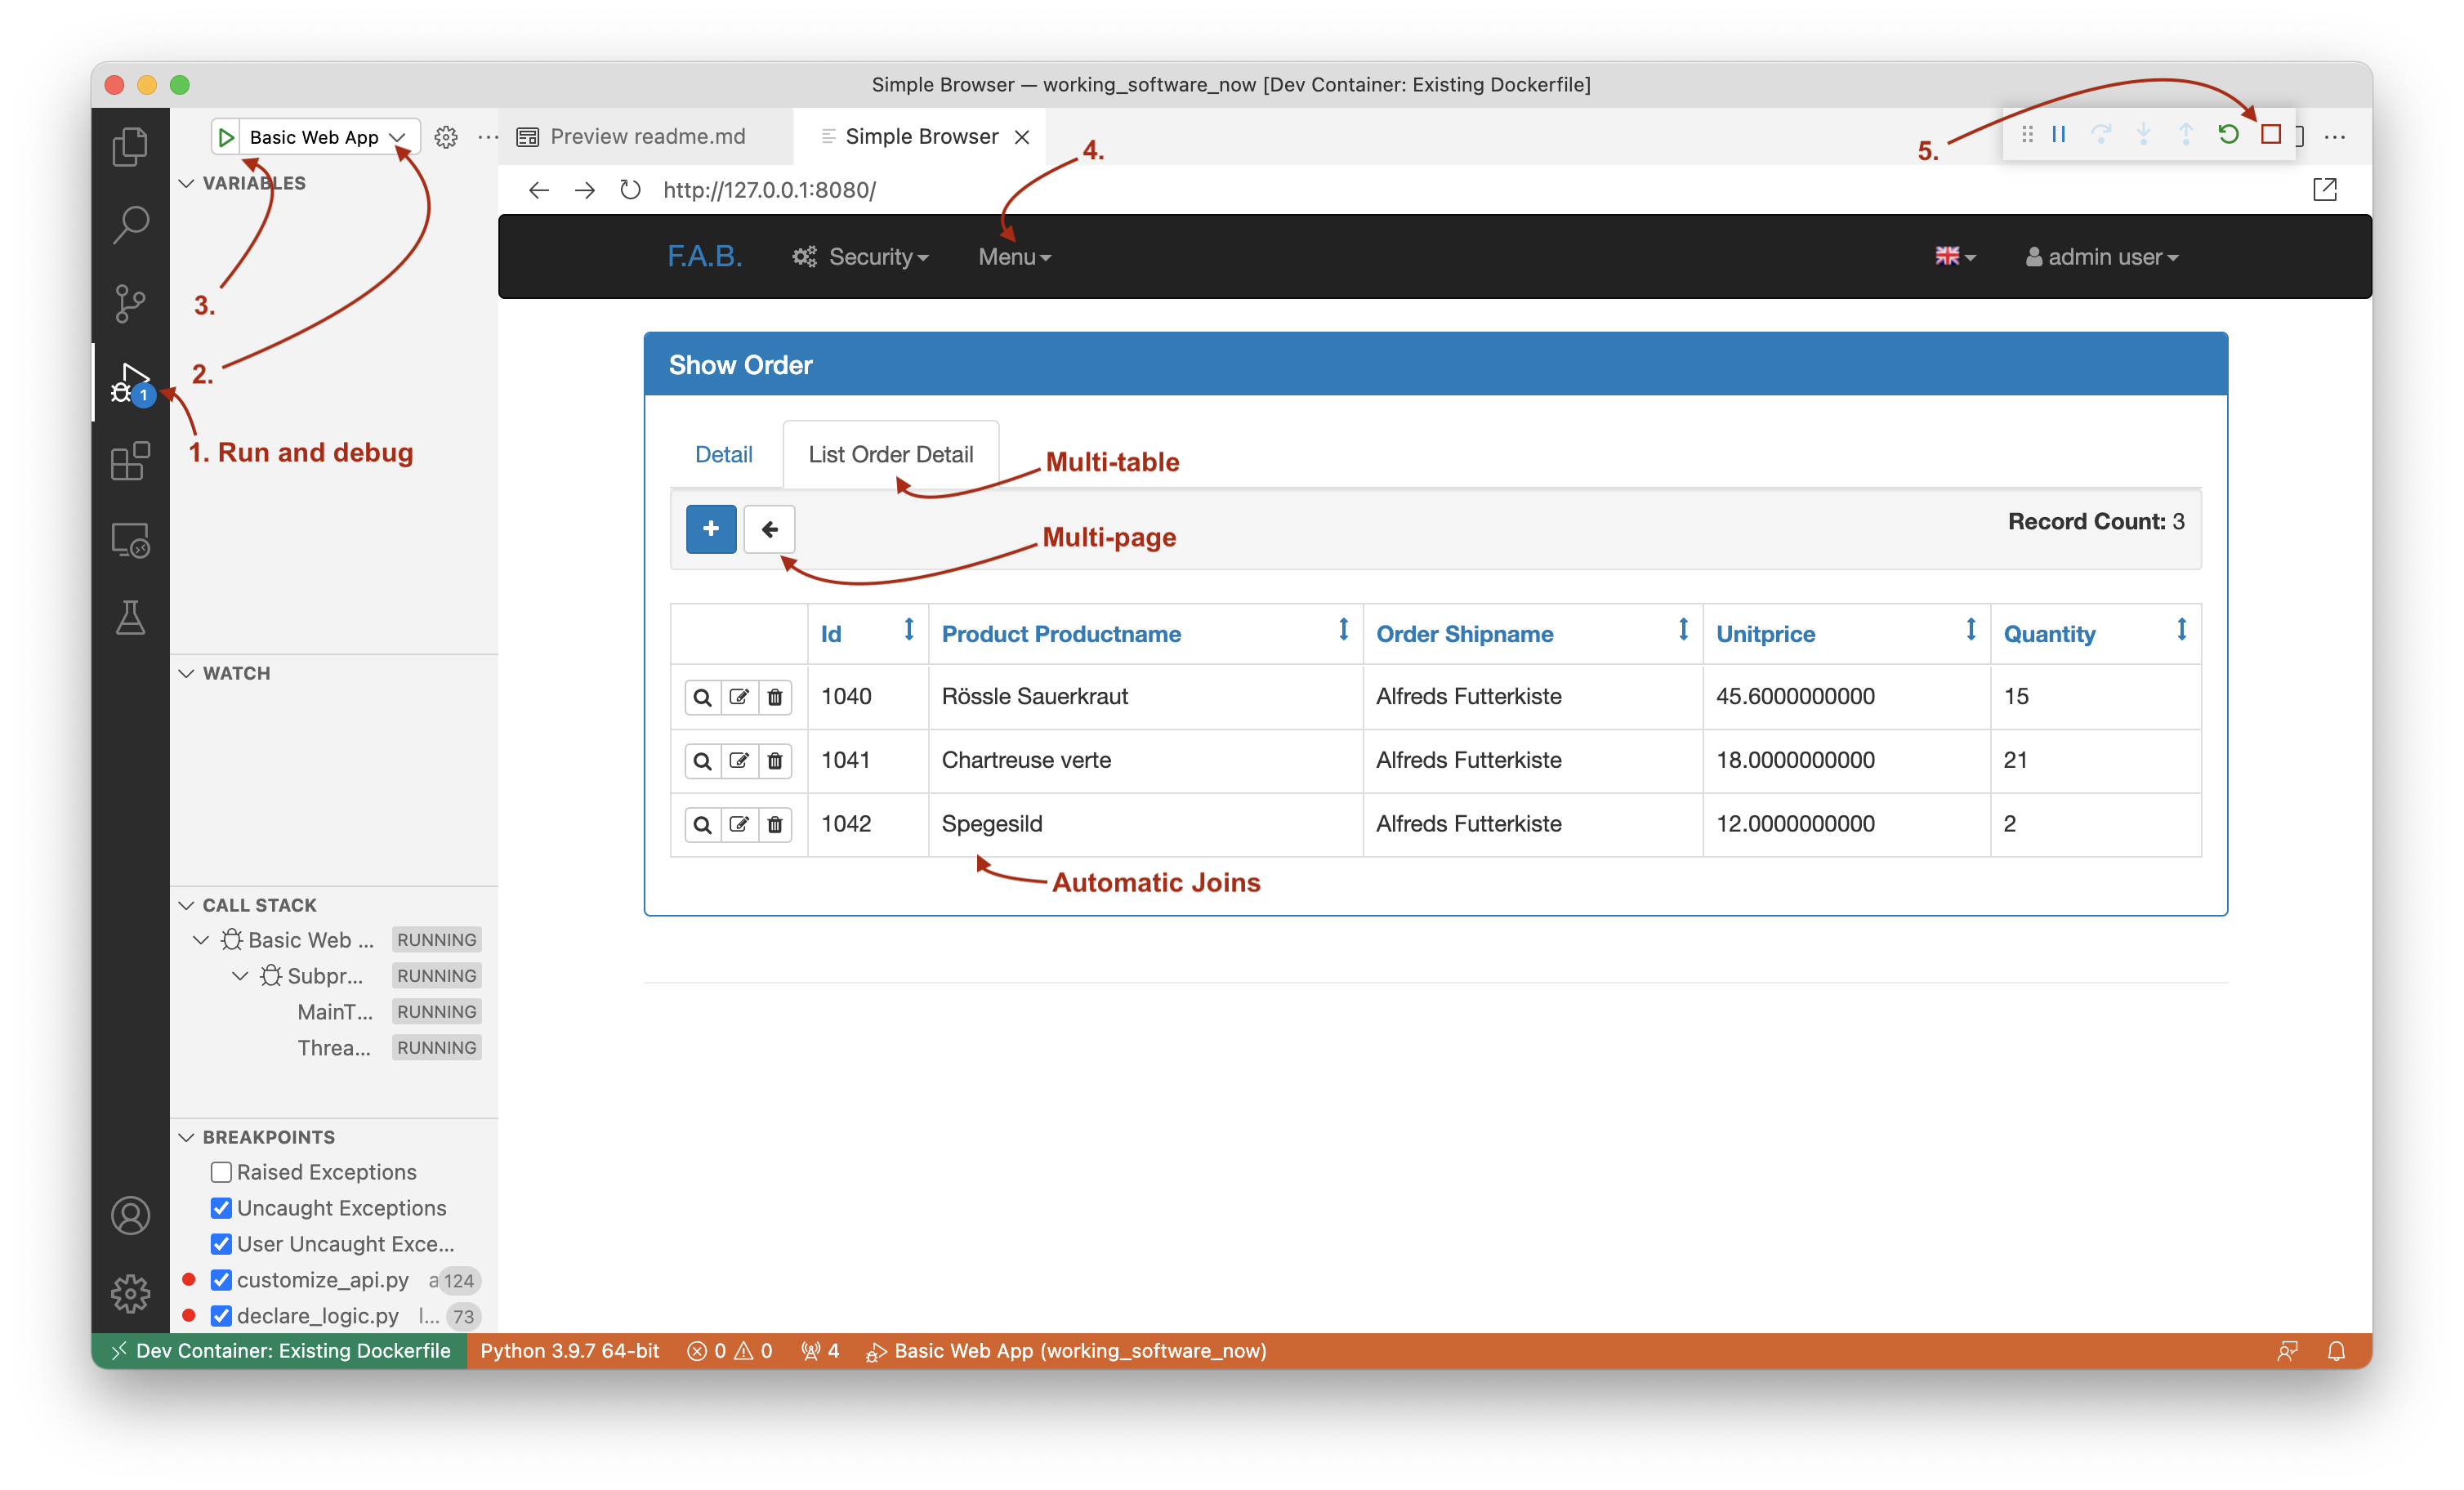 Simple Browser — working_software_now [Dev Container: Existing Dockerfile]
Basic Web App
Preview readme.md
Simple Browser
4.
5.
VARIABLES
http://127.0.0.1:8080/
F.A.B.
Security
Menu
admin user
3.
2.
1
1. Run and debug
Show Order
Detail
List Order Detail
Multi-table
Multi-page
Record Count: 3
Id
Product Productname
Order Shipname
Unitprice
Quantity
1040
Rössle Sauerkraut
Alfreds Futterkiste
45.6000000000
15
1041
Chartreuse verte
Alfreds Futterkiste
18.0000000000
21
1042
Spegesild
Alfreds Futterkiste
12.0000000000
2
Automatic Joins
WATCH
CALL STACK
Basic Web ... RUNNING
Subpr... RUNNING
MainT... RUNNING
Threa... RUNNING
BREAKPOINTS
Raised Exceptions
Uncaught Exceptions
User Uncaught Exce...
customize_api.py a 124
declare_logic.py l... 73
Dev Container: Existing Dockerfile
Python 3.9.7 64-bit
0
0
4
Basic Web App (working_software_now)